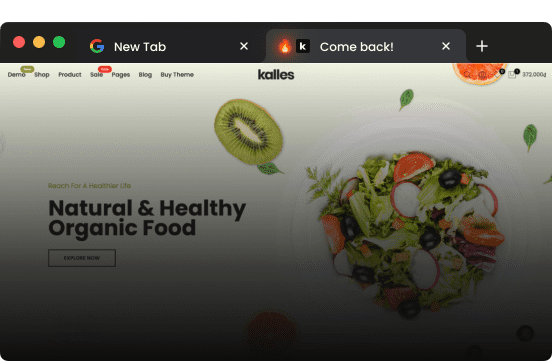 New Tab
k Come back!
New Hot
Demo Shop Product Sale Pages Blog Buy Theme
kalles
0 0 372,000₫
Reach For A Healthier Life
Natural & Healthy
Organic Food
EXPLORE NOW